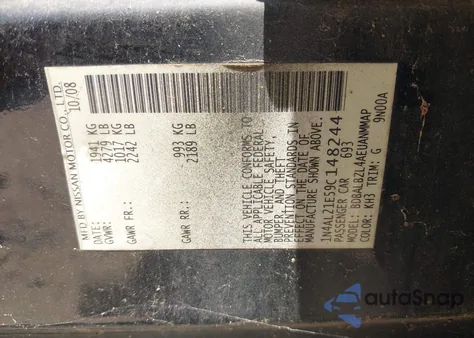 MFD BY NISSAN MOTOR CO., LTD.
10/08
GVWR: 1941 KG
4279 LB
GAWR FR: 1017 KG
2242 LB
GAWR RR: 993 KG
2189 LB
THIS VEHICLE CONFORMS TO
ALL APPLICABLE FEDERAL
MOTOR VEHICLE SAFETY,
BUMPER, AND THEFT
PREVENTION STANDARDS IN
EFFECT ON THE DATE OF
MANUFACTURE SHOWN ABOVE.
1N4AL21E59C148244
PASSENGER CAR 693
MODEL: BDDALBZL4AEUANMMAP
COLOR: KH3 TRIM: G 9N00A
autoSnap